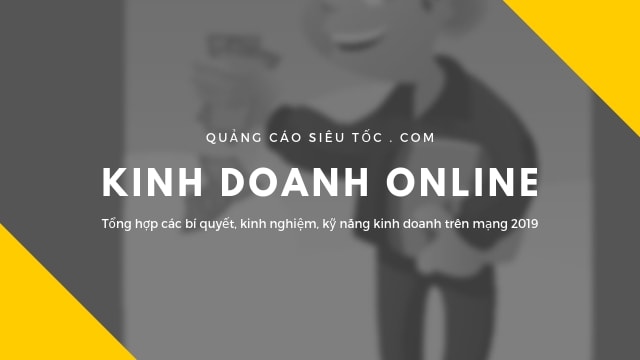 QUẢNG CÁO SIÊU TỐC . COM
KINH DOANH ONLINE
Tổng hợp các bí quyết, kinh nghiệm, kỹ năng kinh doanh trên mạng 2019